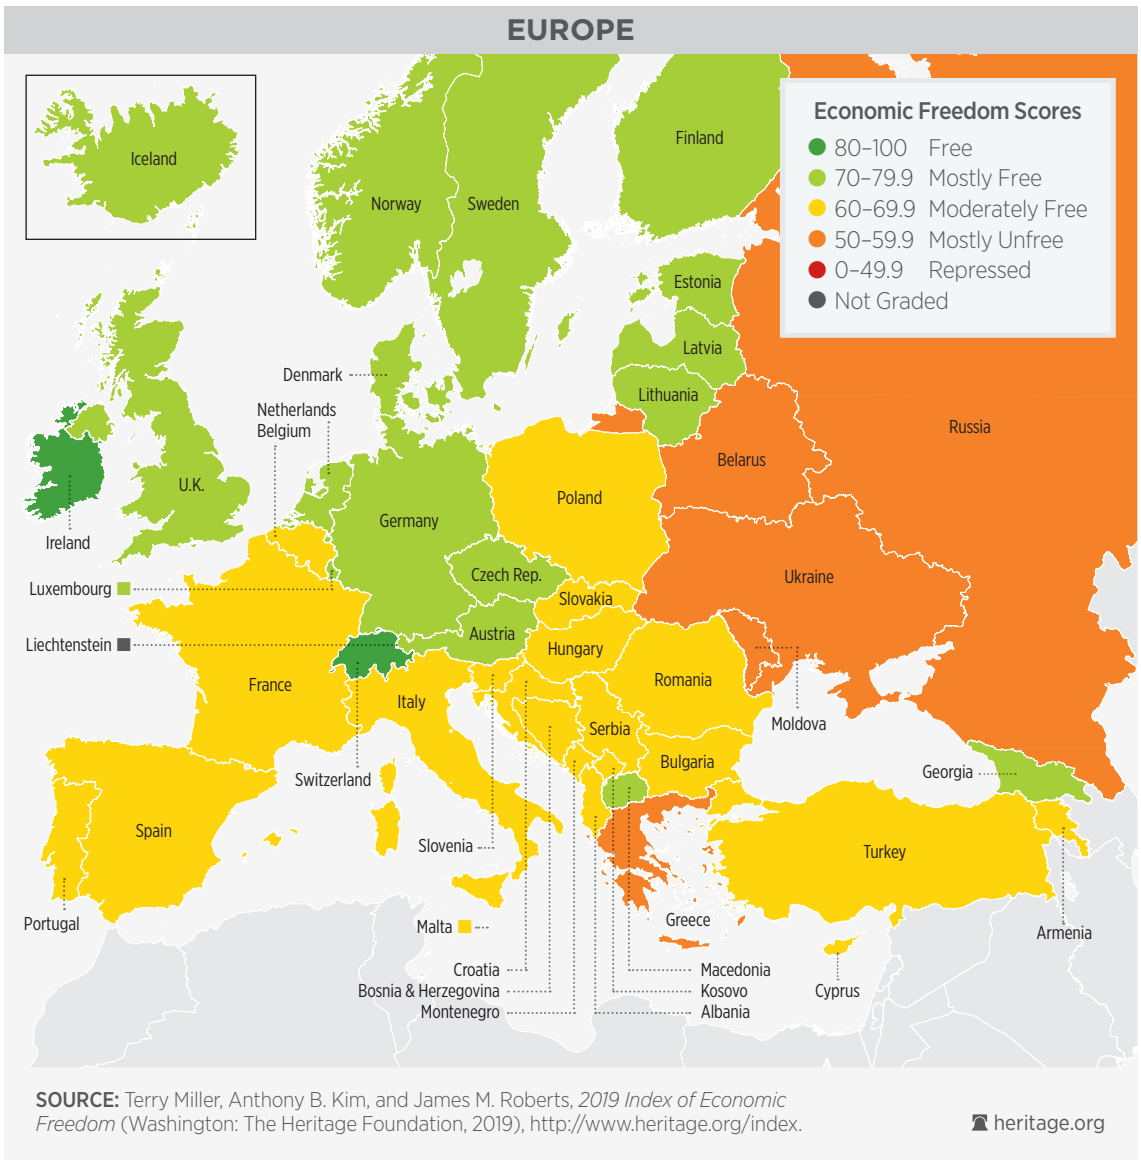 EUROPE
Economic Freedom Scores
80–100 Free
70–79.9 Mostly Free
60–69.9 Moderately Free
50–59.9 Mostly Unfree
0–49.9 Repressed
Not Graded
Iceland
Finland
Norway
Sweden
Estonia
Latvia
Denmark
Lithuania
Netherlands
Belgium
Russia
Belarus
U.K.
Poland
Germany
Ireland
Czech Rep.
Ukraine
Luxembourg
Slovakia
Austria
Liechtenstein
Hungary
France
Romania
Italy
Moldova
Serbia
Bulgaria
Georgia
Switzerland
Spain
Slovenia
Turkey
Portugal
Malta
Greece
Armenia
Croatia
Macedonia
Bosnia & Herzegovina
Kosovo
Cyprus
Montenegro
Albania
SOURCE: Terry Miller, Anthony B. Kim, and James M. Roberts, 2019 Index of Economic
Freedom (Washington: The Heritage Foundation, 2019), http://www.heritage.org/index.
heritage.org